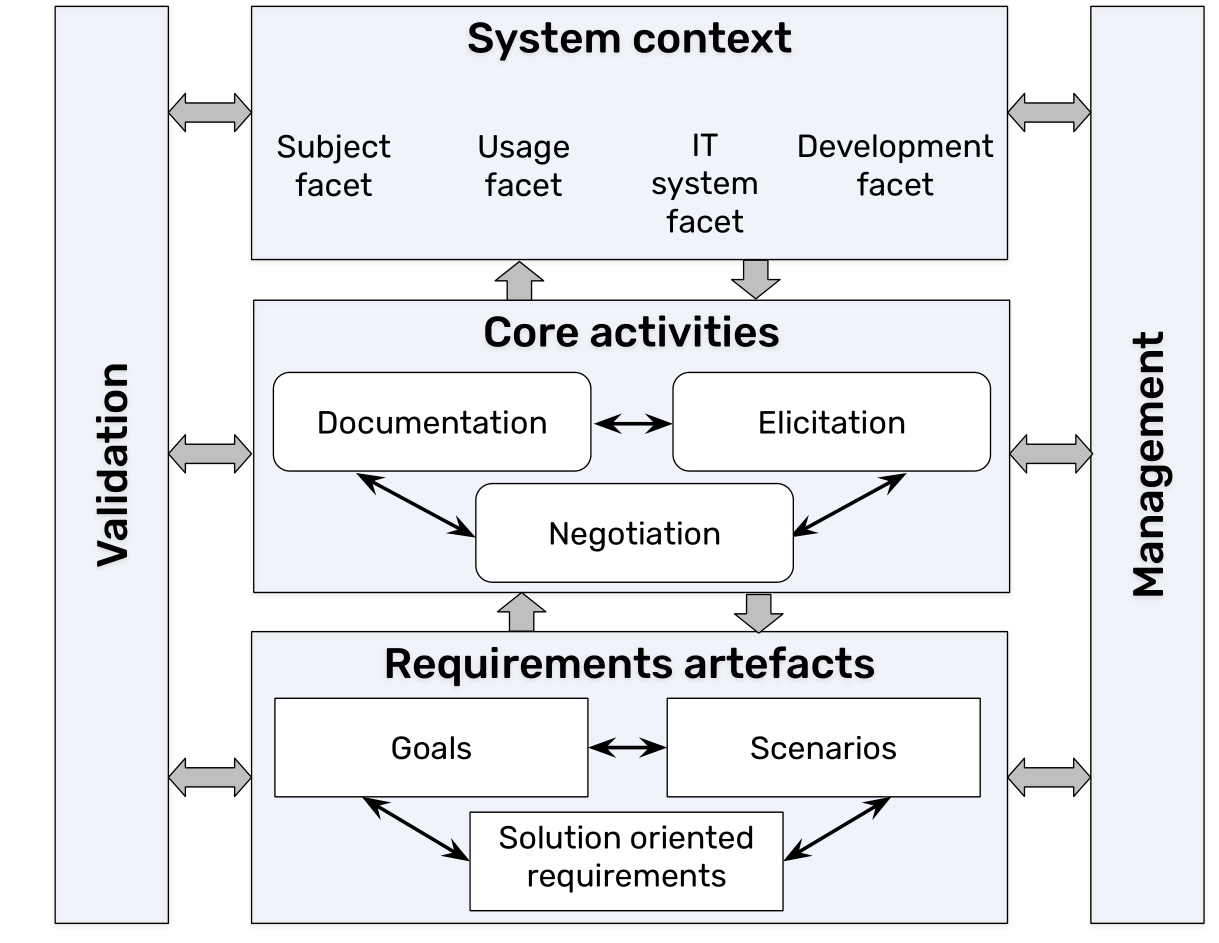 System context
Subject
facet
Usage
facet
IT
system
facet
Development
facet
Validation
Core activities
Documentation
Elicitation
Negotiation
Management
Requirements artefacts
Goals
Scenarios
Solution oriented
requirements